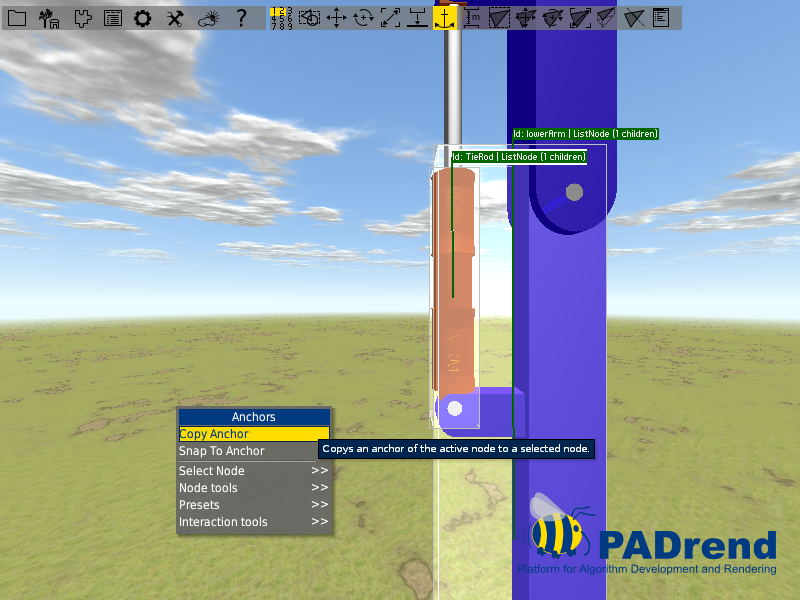 1 2 3
4 5 6
7 8 9
m
?
Id: lowerArm | ListNode (1 children)
Id: TieRod | ListNode (1 children)
Anchors
Copy Anchor
Copys an anchor of the active node to a selected node.
Snap To Anchor
Select Node >>
Node tools >>
Presets >>
Interaction tools >>
PADrend
Platform for Algorithm Development and Rendering